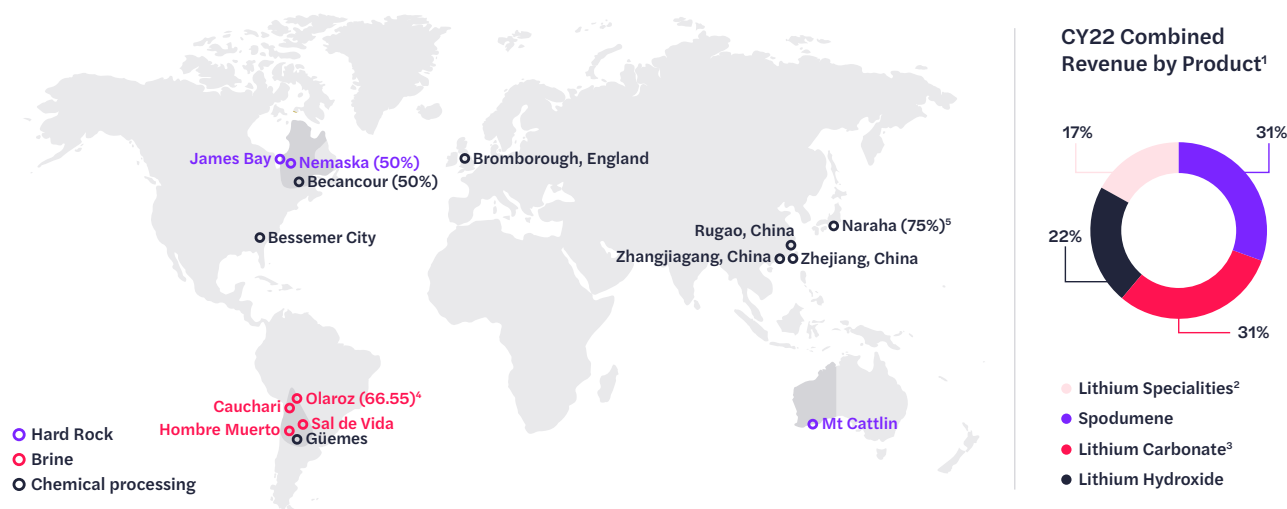 James Bay
Nemaska (50%)
Becancour (50%)
Bessemer City
Bromborough, England
Naraha (75%)⁵
Rugao, China
Zhangjiagang, China
Zhejiang, China
Olaroz (66.55)⁴
Cauchari
Sal de Vida
Hombre Muerto
Güemes
Mt Cattlin
Hard Rock
Brine
Chemical processing
CY22 Combined
Revenue by Product¹
17%
31%
22%
31%
Lithium Specialities²
Spodumene
Lithium Carbonate³
Lithium Hydroxide